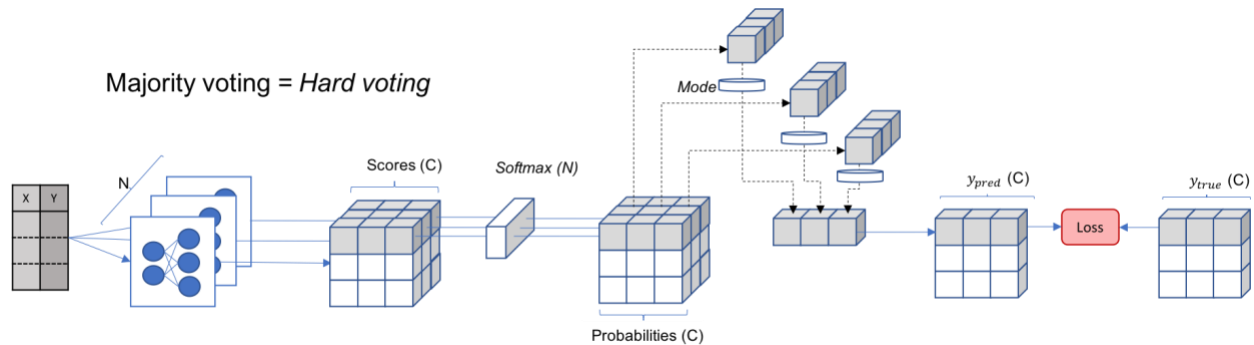 Majority voting = Hard voting
Mode
N
X Y
Scores (C)
Softmax (N)
Probabilities (C)
y_pred (C)
Loss
y_true (C)